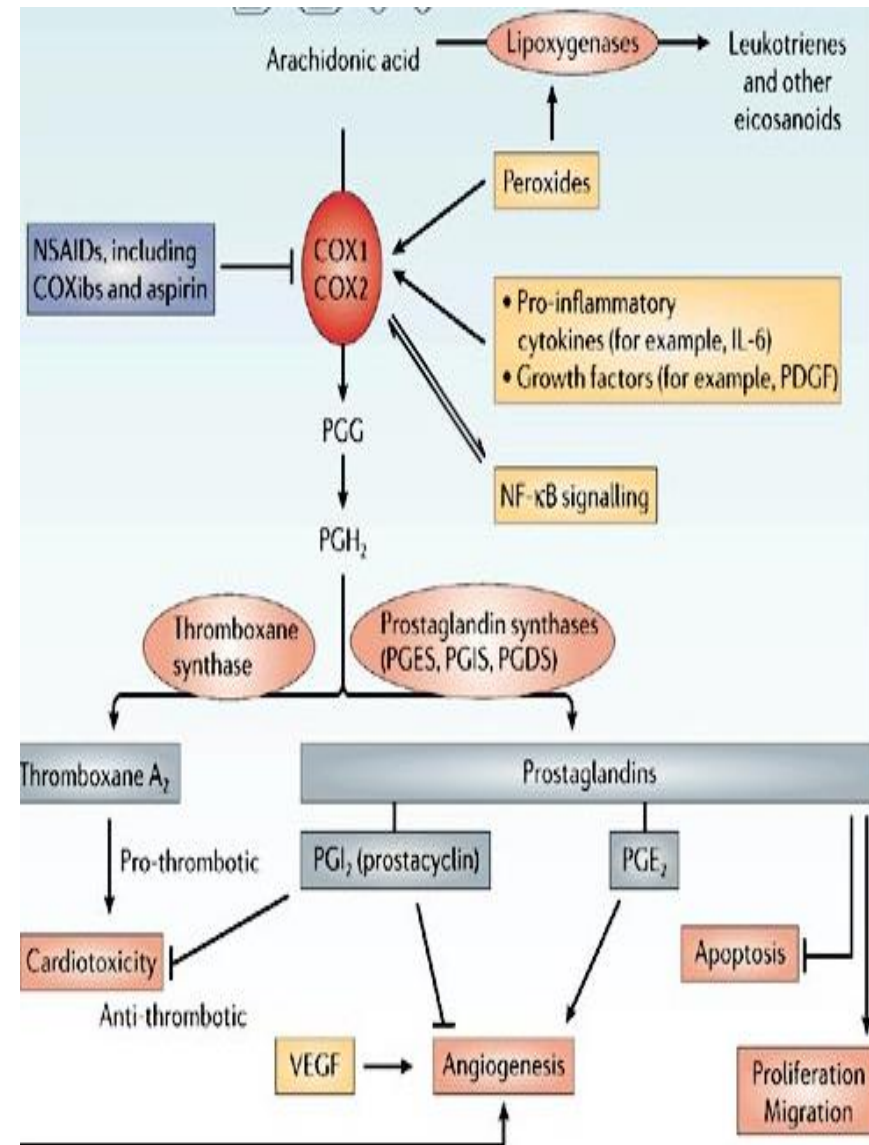 Arachidonic acid
Lipoxygenases
Leukotrienes
and other
eicosanoids
Peroxides
NSAIDs, including
COXibs and aspirin
COX1
COX2
• Pro-inflammatory
cytokines (for example, IL-6)
• Growth factors (for example, PDGF)
PGG
NF-κB signalling
PGH₂
Thromboxane
synthase
Prostaglandin synthases
(PGES, PGIS, PGDS)
Thromboxane A₂
Prostaglandins
Pro-thrombotic
PGI₂ (prostacyclin)
PGE₂
Cardiotoxicity
Apoptosis
Anti-thrombotic
VEGF
Angiogenesis
Proliferation
Migration